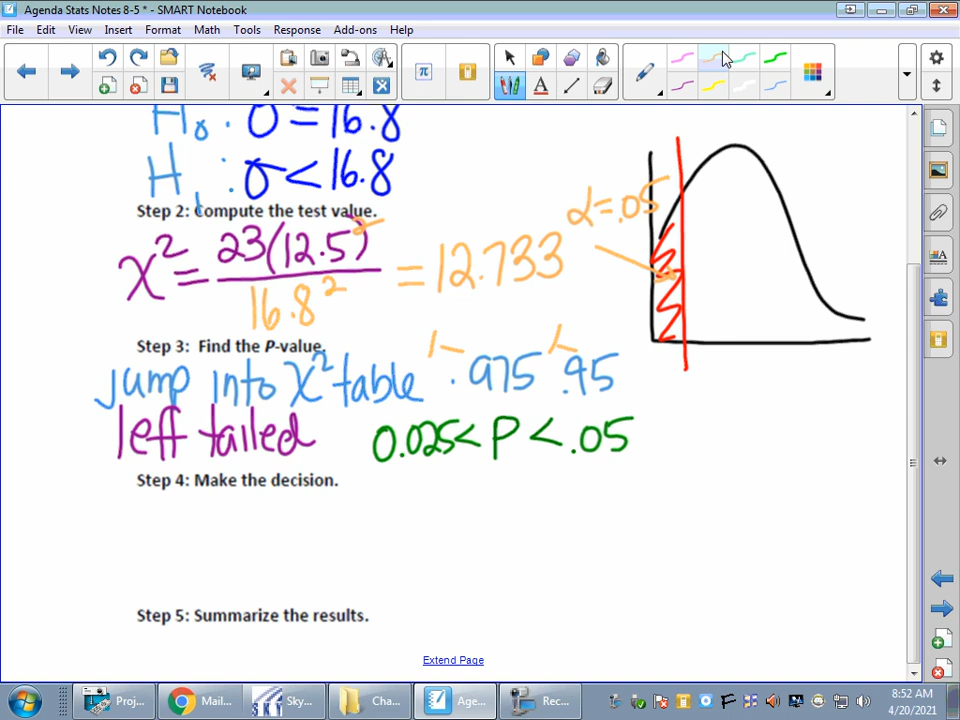 Agenda Stats Notes 8-5 * - SMART Notebook
File Edit View Insert Format Math Tools Response Add-ons Help
H₀: σ = 16.8
H₁: σ < 16.8
Step 2: Compute the test value.
α = .05
χ² = 23(12.5)² / 16.8² = 12.733
Step 3: Find the P-value.
1- 1-
jump into χ² table .975 .95
left tailed 0.025 < P < .05
Step 4: Make the decision.
Step 5: Summarize the results.
Extend Page
Proj... Mail... Sky... Cha... Age... Rec...
8:52 AM
4/20/2021